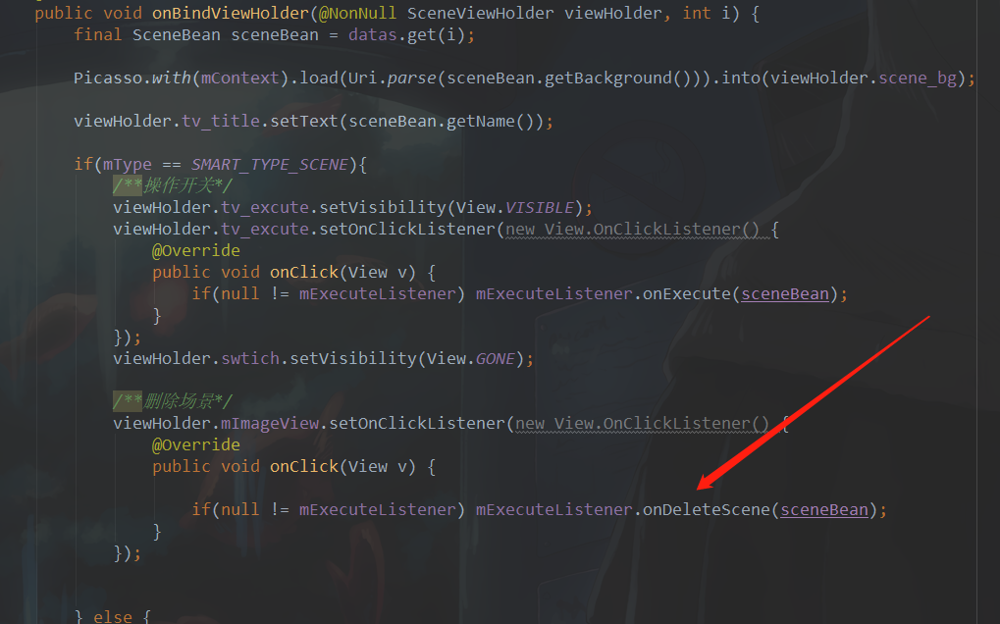 public void onBindViewHolder(@NonNull SceneViewHolder viewHolder, int i) {
final SceneBean sceneBean = datas.get(i);
Picasso.with(mContext).load(Uri.parse(sceneBean.getBackground())).into(viewHolder.scene_bg);
viewHolder.tv_title.setText(sceneBean.getName());
if(mType == SMART_TYPE_SCENE){
/**操作开关*/
viewHolder.tv_excute.setVisibility(View.VISIBLE);
viewHolder.tv_excute.setOnClickListener(new View.OnClickListener() {
@Override
public void onClick(View v) {
if(null != mExecuteListener) mExecuteListener.onExecute(sceneBean);
}
});
viewHolder.swtich.setVisibility(View.GONE);
/**删除场景*/
viewHolder.mImageView.setOnClickListener(new View.OnClickListener() {
@Override
public void onClick(View v) {
if(null != mExecuteListener) mExecuteListener.onDeleteScene(sceneBean);
}
});
} else {